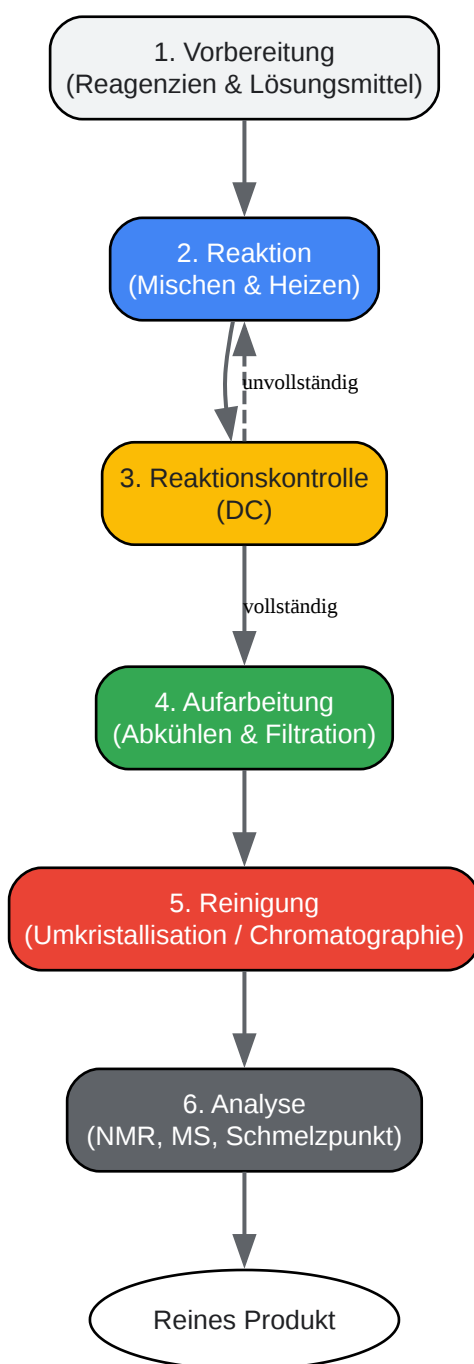 1. Vorbereitung
(Reagenzien & Lösungsmittel)
2. Reaktion
(Mischen & Heizen)
unvollständig
3. Reaktionskontrolle
(DC)
vollständig
4. Aufarbeitung
(Abkühlen & Filtration)
5. Reinigung
(Umkristallisation / Chromatographie)
6. Analyse
(NMR, MS, Schmelzpunkt)
Reines Produkt